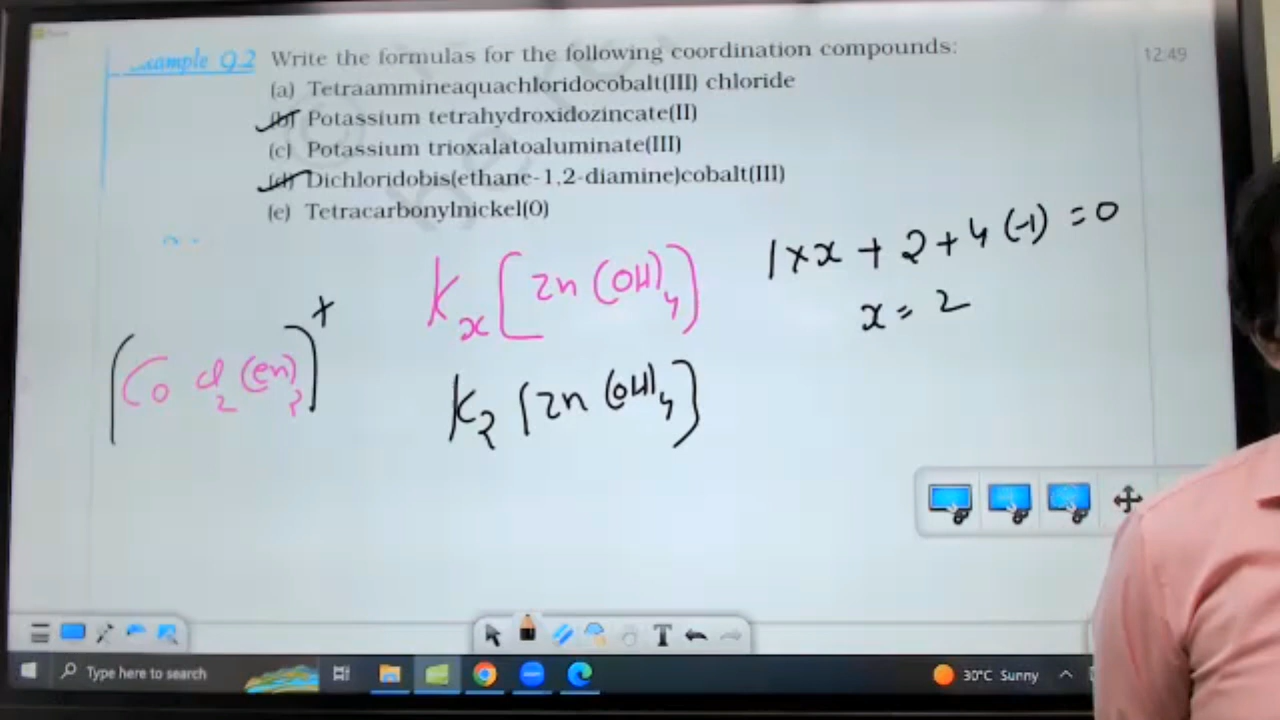 Example 9.2 Write the formulas for the following coordination compounds:
12:49
(a) Tetraammineaquachloridocobalt(III) chloride
(b) Potassium tetrahydroxidozincate(II)
(c) Potassium trioxalatoaluminate(III)
(d) Dichloridobis(ethane-1,2-diamine)cobalt(III)
(e) Tetracarbonylnickel(0)
Kx [Zn (OH)4]
1 × x + 2 + 4 (-1) = 0
x = 2
[Co Cl2 (en)2]+
K2 [Zn (OH)4]
T
Type here to search
30°C Sunny